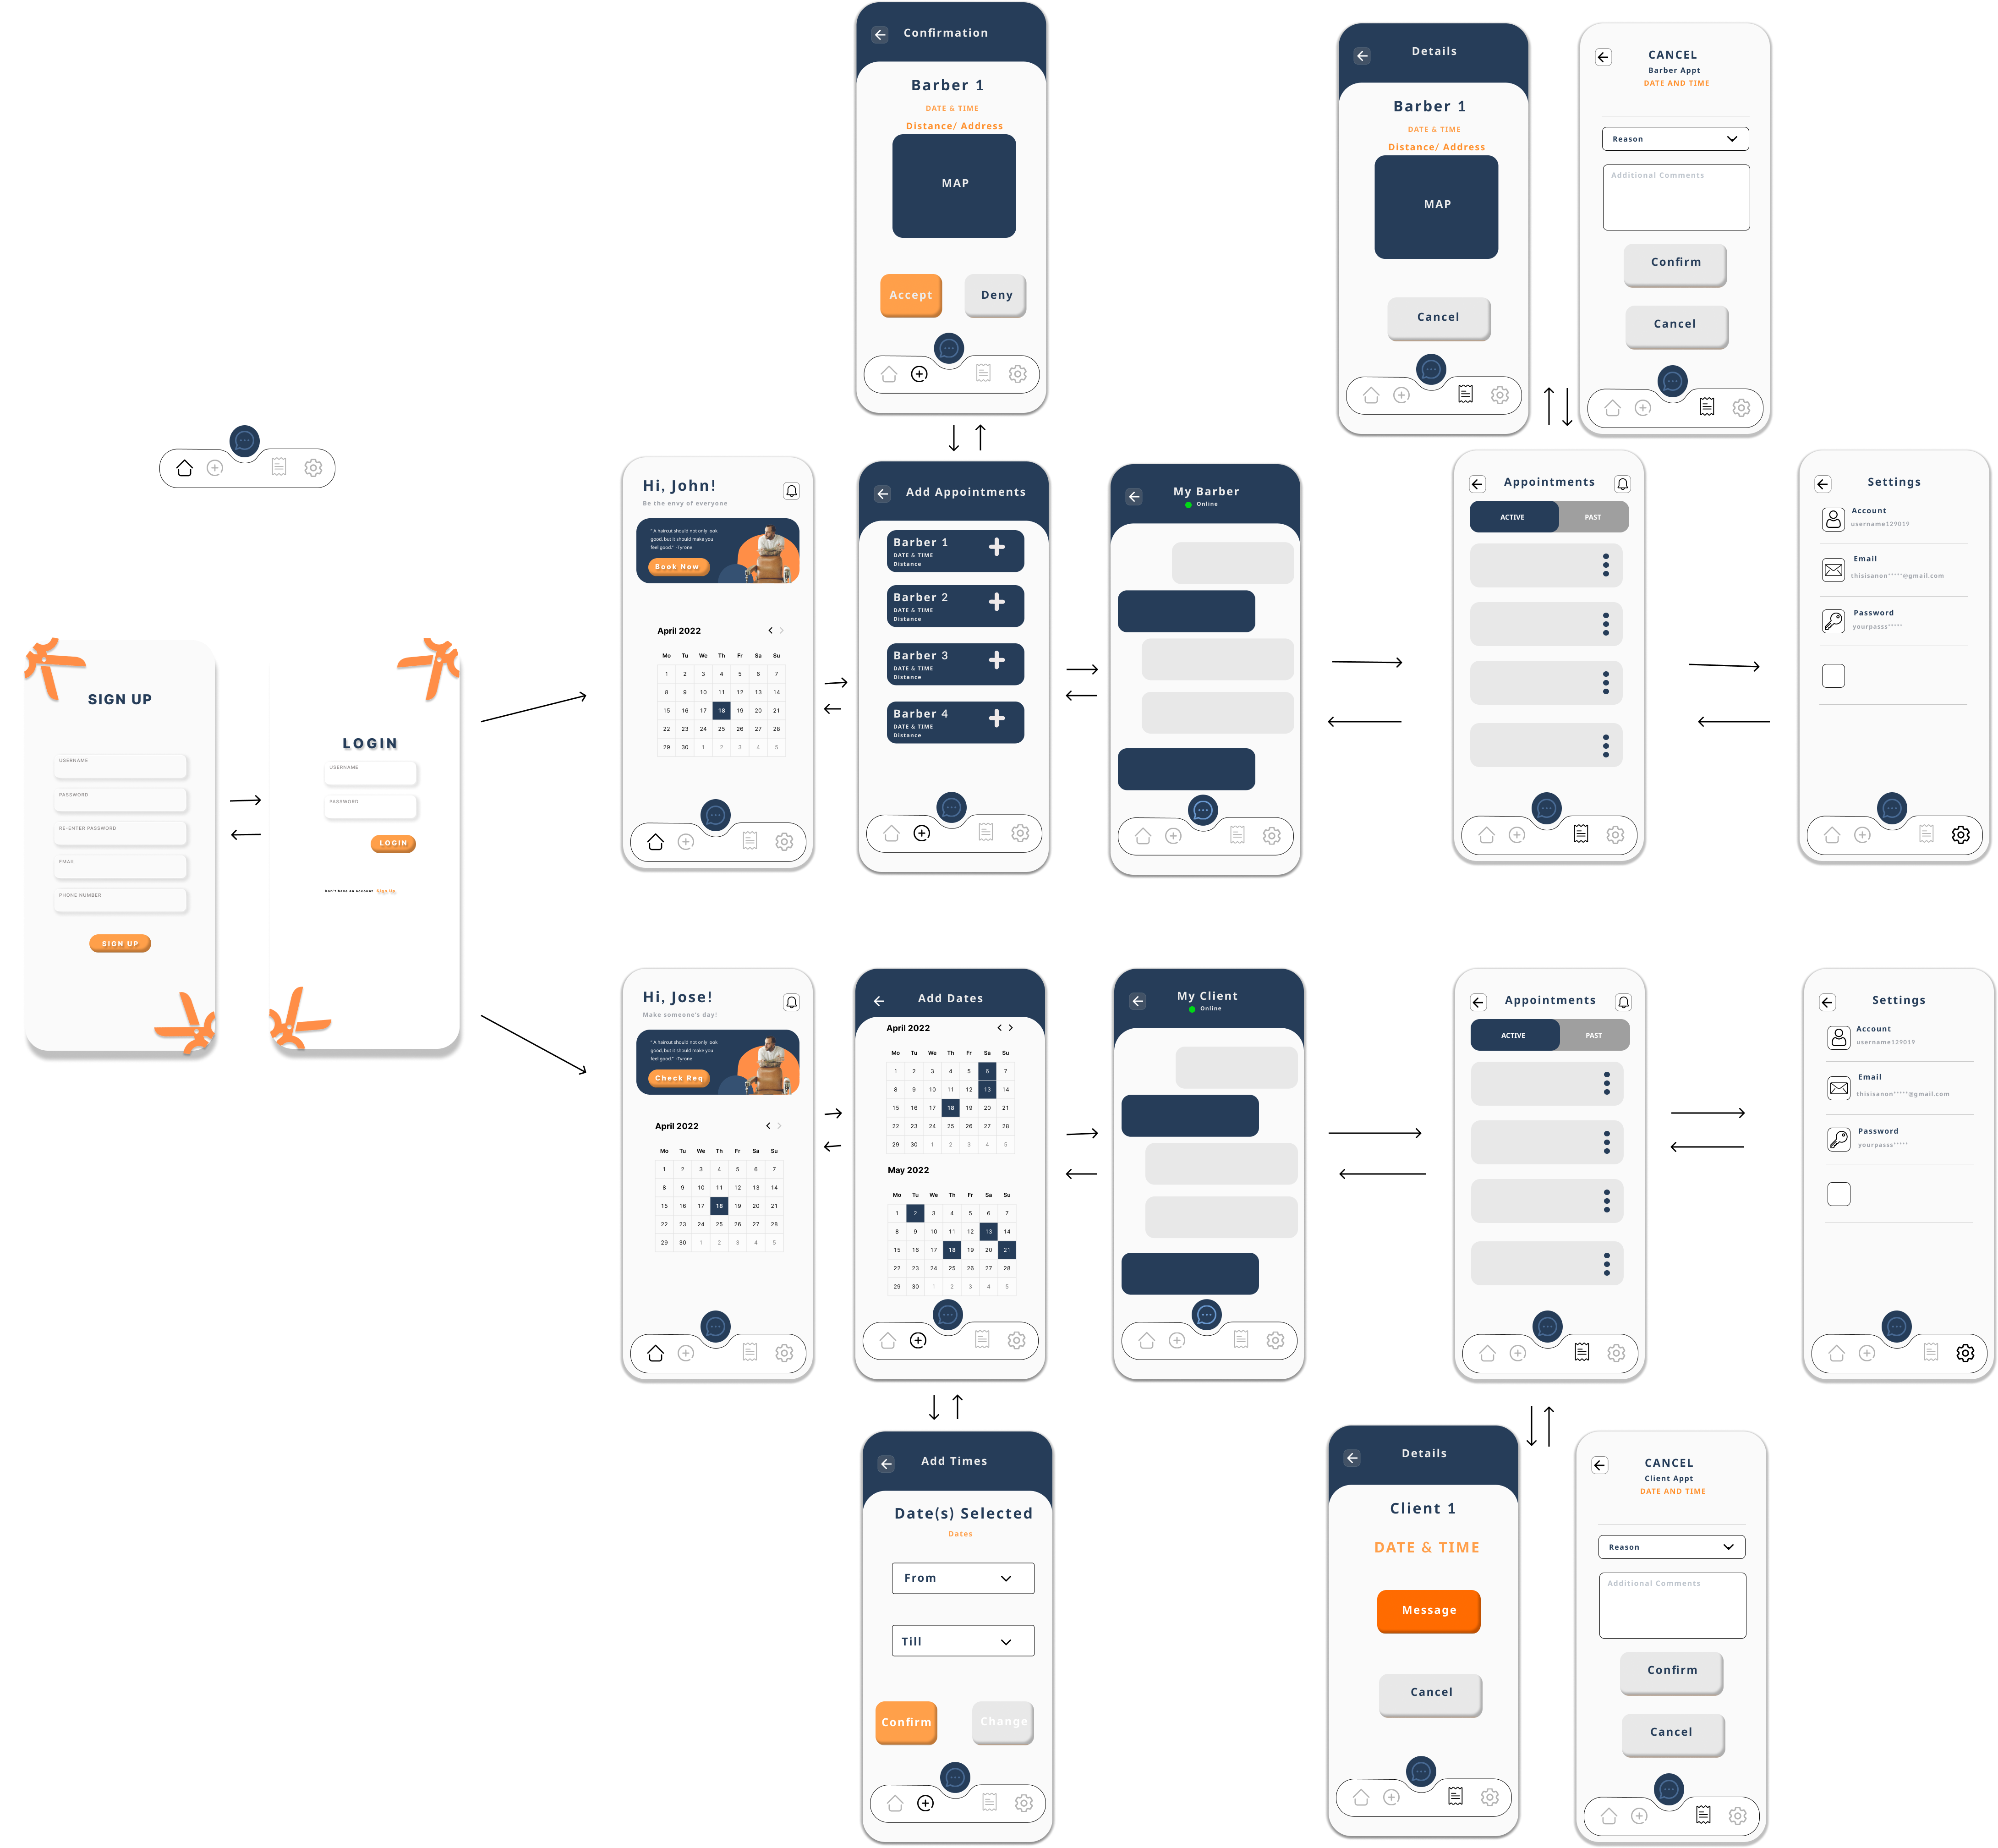 Confirmation
Barber 1
DATE & TIME
Distance/ Address
MAP
Accept
Deny
Details
Barber 1
DATE & TIME
Distance/ Address
MAP
Cancel
CANCEL
Barber Appt
DATE AND TIME
Reason
Additional Comments
Confirm
Cancel
SIGN UP
USERNAME
PASSWORD
RE-ENTER PASSWORD
EMAIL
PHONE NUMBER
SIGN UP
LOGIN
USERNAME
PASSWORD
LOGIN
Don't have an account Sign Up
Hi, John!
Be the envy of everyone
" A haircut should not only look
good, but it should make you
feel good." -Tyrone
Book Now
April 2022
Mo Tu We Th Fr Sa Su
1 2 3 4 5 6 7
8 9 10 11 12 13 14
15 16 17 18 19 20 21
22 23 24 25 26 27 28
29 30 1 2 3 4 5
Add Appointments
Barber 1
DATE & TIME
Distance
Barber 2
DATE & TIME
Distance
Barber 3
DATE & TIME
Distance
Barber 4
DATE & TIME
Distance
My Barber
Online
Appointments
ACTIVE PAST
Settings
Account
username129019
Email
thisisanon*****@gmail.com
Password
yourpasss*****
Hi, Jose!
Make someone's day!
" A haircut should not only look
good, but it should make you
feel good." -Tyrone
Check Req
April 2022
Mo Tu We Th Fr Sa Su
1 2 3 4 5 6 7
8 9 10 11 12 13 14
15 16 17 18 19 20 21
22 23 24 25 26 27 28
29 30 1 2 3 4 5
Add Dates
April 2022
Mo Tu We Th Fr Sa Su
1 2 3 4 5 6 7
8 9 10 11 12 13 14
15 16 17 18 19 20 21
22 23 24 25 26 27 28
29 30 1 2 3 4 5
May 2022
Mo Tu We Th Fr Sa Su
1 2 3 4 5 6 7
8 9 10 11 12 13 14
15 16 17 18 19 20 21
22 23 24 25 26 27 28
29 30 1 2 3 4 5
My Client
Online
Appointments
ACTIVE PAST
Settings
Account
username129019
Email
thisisanon*****@gmail.com
Password
yourpasss*****
Add Times
Date(s) Selected
Dates
From
Till
Confirm
Change
Details
Client 1
DATE & TIME
Message
Cancel
CANCEL
Client Appt
DATE AND TIME
Reason
Additional Comments
Confirm
Cancel